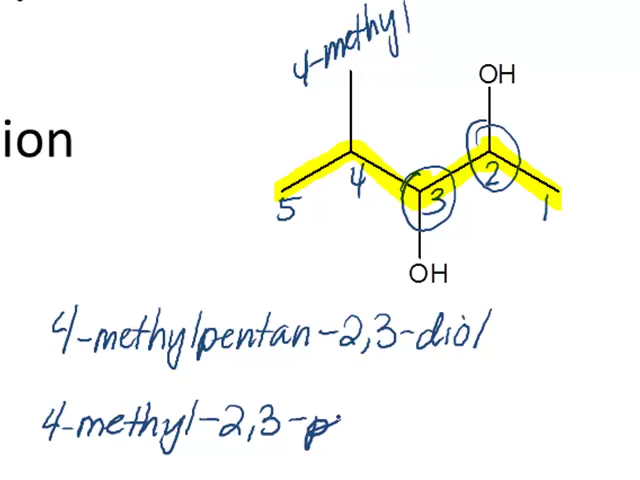 4-methyl
OH
ion
5
4
3
2
1
OH
4-methylpentan-2,3-diol
4-methyl-2,3-p